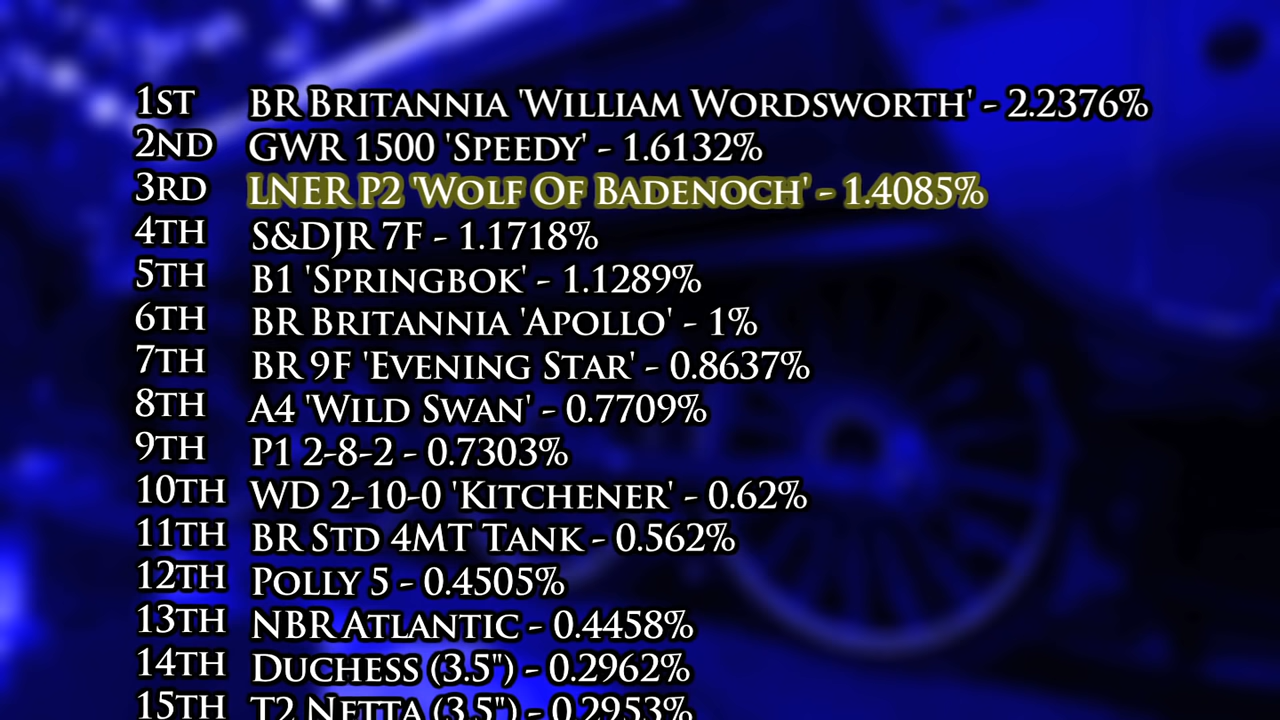 1ST BR BRITANNIA 'WILLIAM WORDSWORTH' - 2.2376%
2ND GWR 1500 'SPEEDY' - 1.6132%
3RD LNER P2 'WOLF OF BADENOCH' - 1.4085%
4TH S&DJR 7F - 1.1718%
5TH B1 'SPRINGBOK' - 1.1289%
6TH BR BRITANNIA 'APOLLO' - 1%
7TH BR 9F 'EVENING STAR' - 0.8637%
8TH A4 'WILD SWAN' - 0.7709%
9TH P1 2-8-2 - 0.7303%
10TH WD 2-10-0 'KITCHENER' - 0.62%
11TH BR STD 4MT TANK - 0.562%
12TH POLLY 5 - 0.4505%
13TH NBR ATLANTIC - 0.4458%
14TH DUCHESS (3.5") - 0.2962%
15TH T2 NETTA (3.5") - 0.2953%